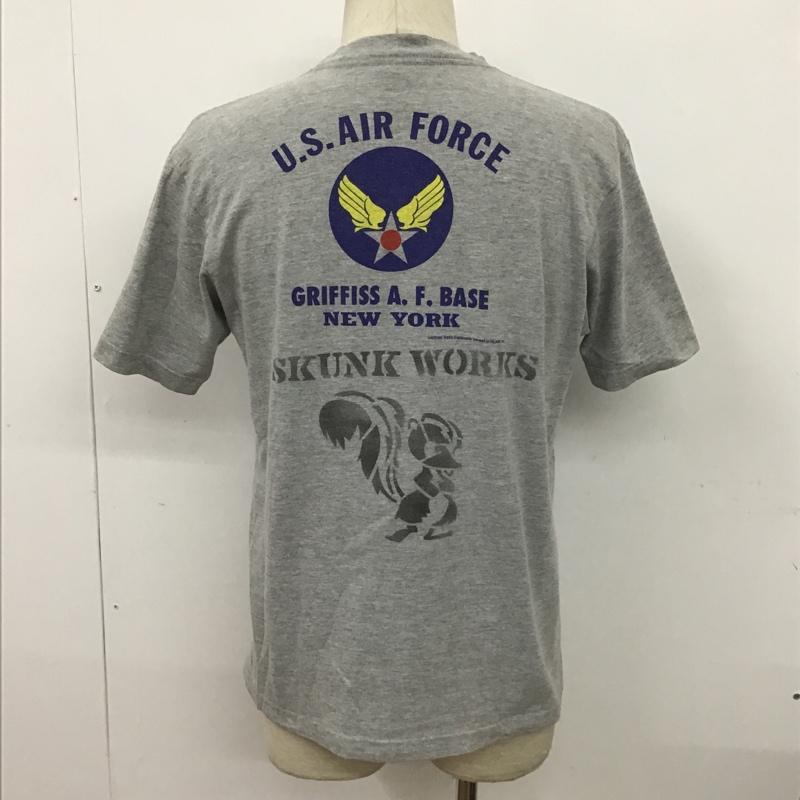 U.S. AIR FORCE
GRIFFISS A. F. BASE
NEW YORK
SKUNK WORKS